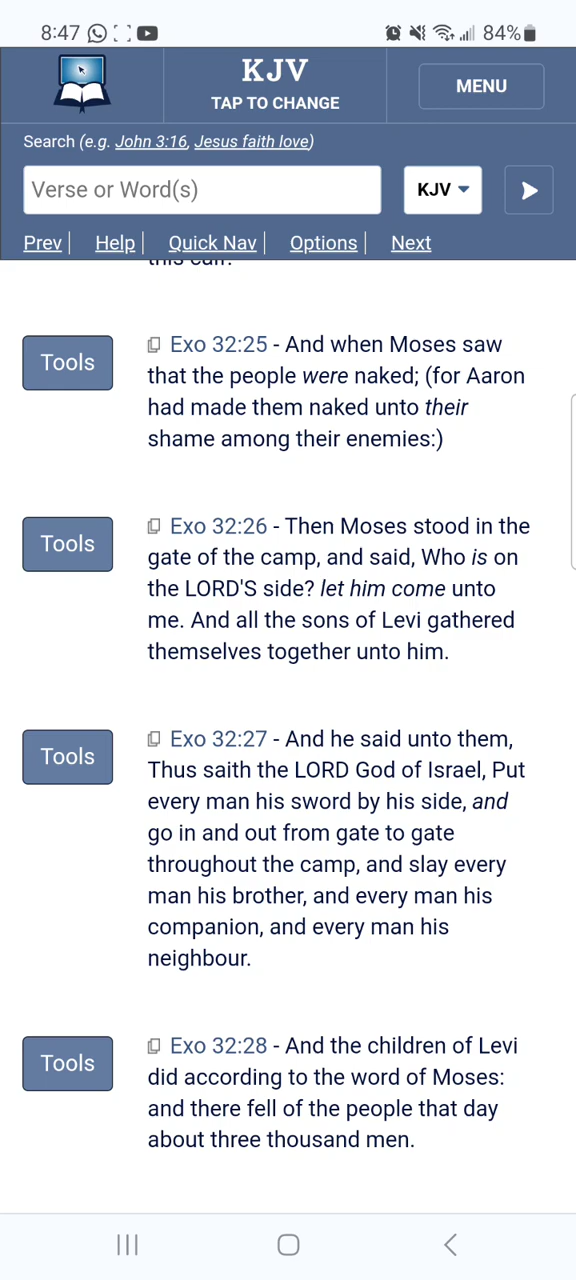 8:47 84%
KJV
TAP TO CHANGE
MENU
Search (e.g. John 3:16, Jesus faith love)
Verse or Word(s)
KJV
Prev | Help | Quick Nav | Options | Next
this calf.
Tools
Exo 32:25 - And when Moses saw
that the people were naked; (for Aaron
had made them naked unto their
shame among their enemies:)
Tools
Exo 32:26 - Then Moses stood in the
gate of the camp, and said, Who is on
the LORD'S side? let him come unto
me. And all the sons of Levi gathered
themselves together unto him.
Tools
Exo 32:27 - And he said unto them,
Thus saith the LORD God of Israel, Put
every man his sword by his side, and
go in and out from gate to gate
throughout the camp, and slay every
man his brother, and every man his
companion, and every man his
neighbour.
Tools
Exo 32:28 - And the children of Levi
did according to the word of Moses:
and there fell of the people that day
about three thousand men.